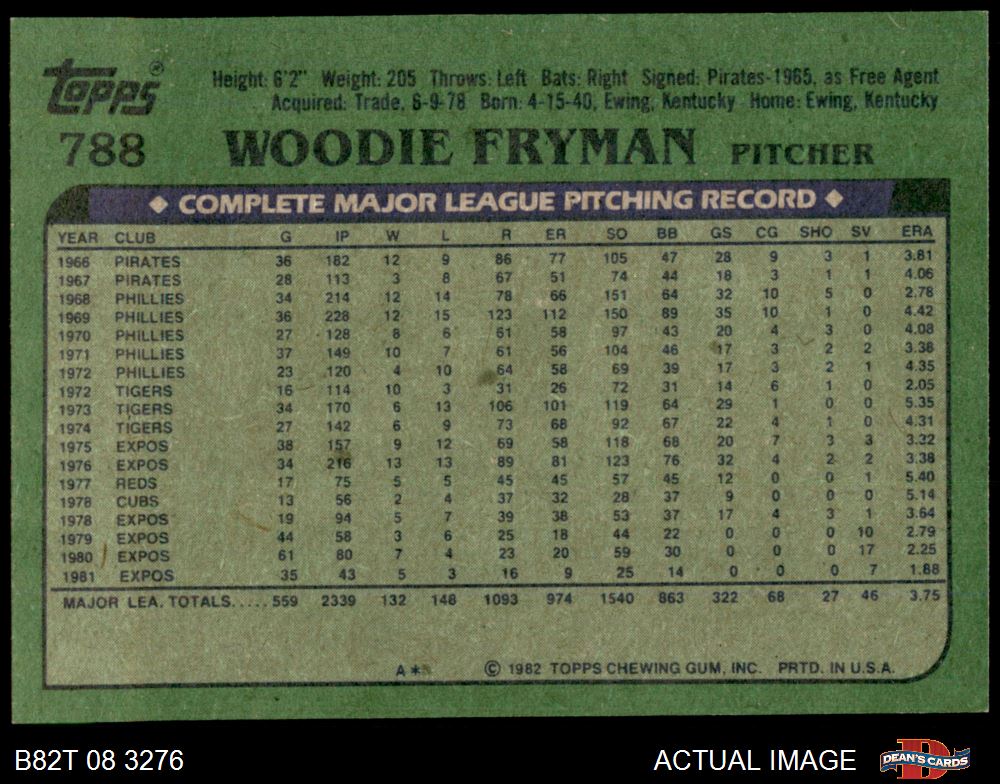 Topps® Height: 6'2" Weight: 205 Throws: Left Bats: Right Signed: Pirates-1965, as Free Agent
Acquired: Trade, 6-9-78 Born: 4-15-40, Ewing, Kentucky Home: Ewing, Kentucky
788 WOODIE FRYMAN PITCHER
◆ COMPLETE MAJOR LEAGUE PITCHING RECORD ◆
YEAR CLUB G IP W L R ER SO BB GS CG SHO SV ERA
1966 PIRATES 36 182 12 9 86 77 105 47 28 9 3 1 3.81
1967 PIRATES 28 113 3 8 67 51 74 44 18 3 1 1 4.06
1968 PHILLIES 34 214 12 14 78 66 151 64 32 10 5 0 2.78
1969 PHILLIES 36 228 12 15 123 112 150 89 35 10 1 0 4.42
1970 PHILLIES 27 128 8 6 61 58 97 43 20 4 3 0 4.08
1971 PHILLIES 37 149 10 7 61 56 104 46 17 3 2 2 3.38
1972 PHILLIES 23 120 4 10 64 58 69 39 17 3 2 1 4.35
1972 TIGERS 16 114 10 3 31 26 72 31 14 6 1 0 2.05
1973 TIGERS 34 170 6 13 106 101 119 64 29 1 0 0 5.35
1974 TIGERS 27 142 6 9 73 68 92 67 22 4 1 0 4.31
1975 EXPOS 38 157 9 12 69 58 118 68 20 7 3 3 3.32
1976 EXPOS 34 216 13 13 89 81 123 76 32 4 2 2 3.38
1977 REDS 17 75 5 5 45 45 57 45 12 0 0 1 5.40
1978 CUBS 13 56 2 4 37 32 28 37 9 0 0 0 5.14
1978 EXPOS 19 94 5 7 39 38 53 37 17 4 3 1 3.64
1979 EXPOS 44 58 3 6 25 18 44 22 0 0 0 10 2.79
1980 EXPOS 61 80 7 4 23 20 59 30 0 0 0 17 2.25
1981 EXPOS 35 43 5 3 16 9 25 14 0 0 0 7 1.88
MAJOR LEA. TOTALS..... 559 2339 132 148 1093 974 1540 863 322 68 27 46 3.75
A* © 1982 TOPPS CHEWING GUM, INC. PRTD. IN U.S.A.
B82T 08 3276 ACTUAL IMAGE D DEAN'S CARDS